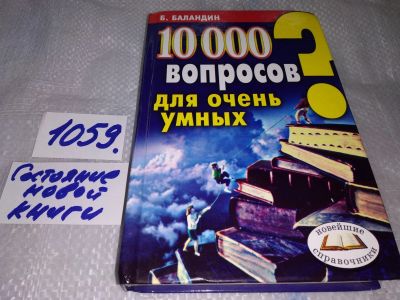 Б. БАЛАНДИН
10 000
вопросов
для очень
умных
?
1059.
Состояние
новой
книги
новейшие
справочники